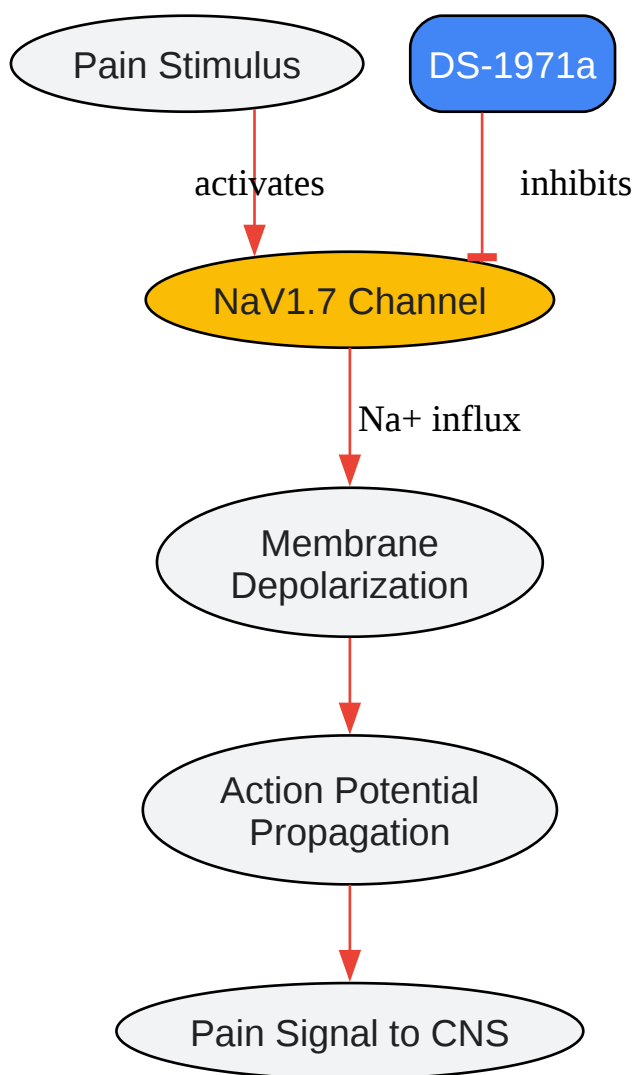 Pain Stimulus
DS-1971a
activates
inhibits
NaV1.7 Channel
Na+ influx
Membrane
Depolarization
Action Potential
Propagation
Pain Signal to CNS